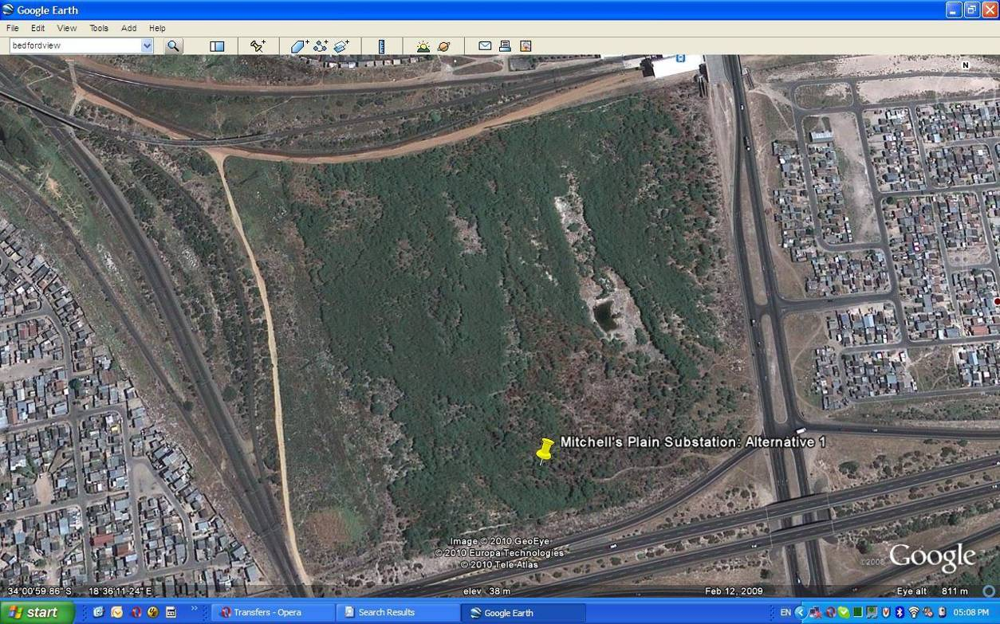 Google Earth
File Edit View Tools Add Help
bedfordview
N
Mitchell's Plain Substation: Alternative 1
Image © 2010 GeoEye
© 2010 Europa Technologies
© 2010 Tele Atlas
©2008 Google
34°00'59.86" S 18°36'11.24" E elev 38 m Feb 12, 2009 Eye alt 811 m
start Transfers - Opera Search Results Google Earth EN 05:08 PM